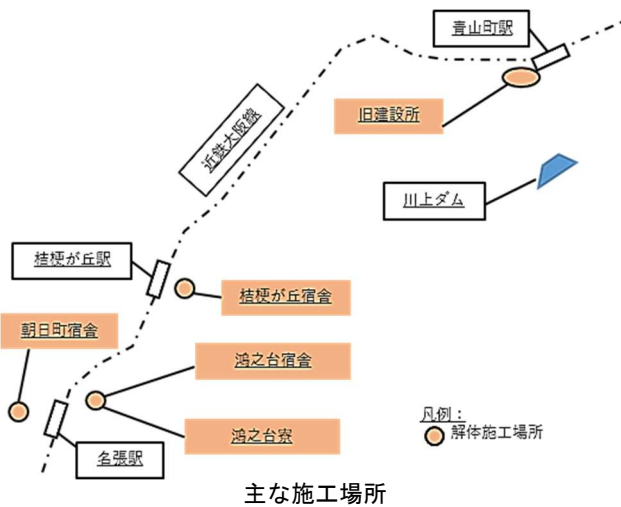 青山町駅
旧建設所
近鉄大阪線
川上ダム
桔梗が丘駅
桔梗が丘宿舎
朝日町宿舎
鴻之台宿舎
鴻之台寮
名張駅
凡例：
解体施工場所
主な施工場所